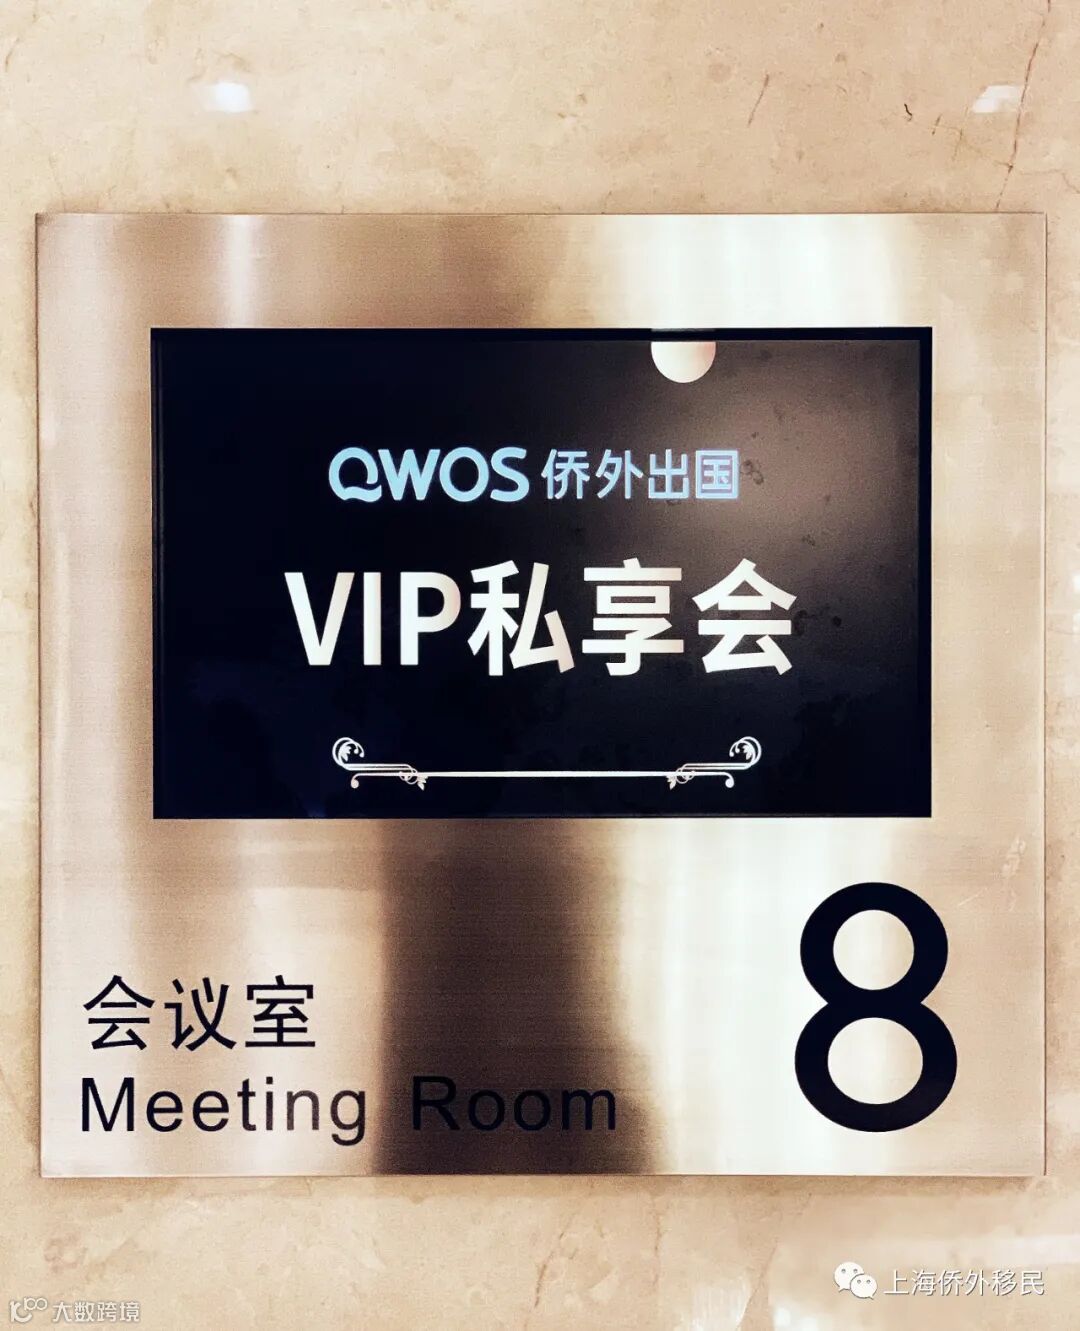 QWOS 侨外出国
VIP私享会
会议室
Meeting Room
8
上海侨外移民
大数跨境